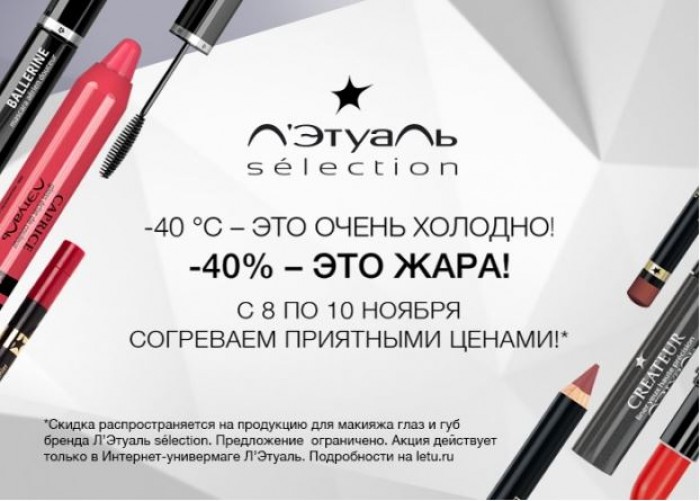 BALLERINE
CAPRICE
Л'Этуаль
Л'Этуаль
sélection
-40 °C – ЭТО ОЧЕНЬ ХОЛОДНО!
-40% – ЭТО ЖАРА!
С 8 ПО 10 НОЯБРЯ
СОГРЕВАЕМ ПРИЯТНЫМИ ЦЕНАМИ!*
CREATEUR
*Скидка распространяется на продукцию для макияжа глаз и губ
бренда Л'Этуаль sélection. Предложение ограничено. Акция действует
только в Интернет-универмаге Л'Этуаль. Подробности на letu.ru